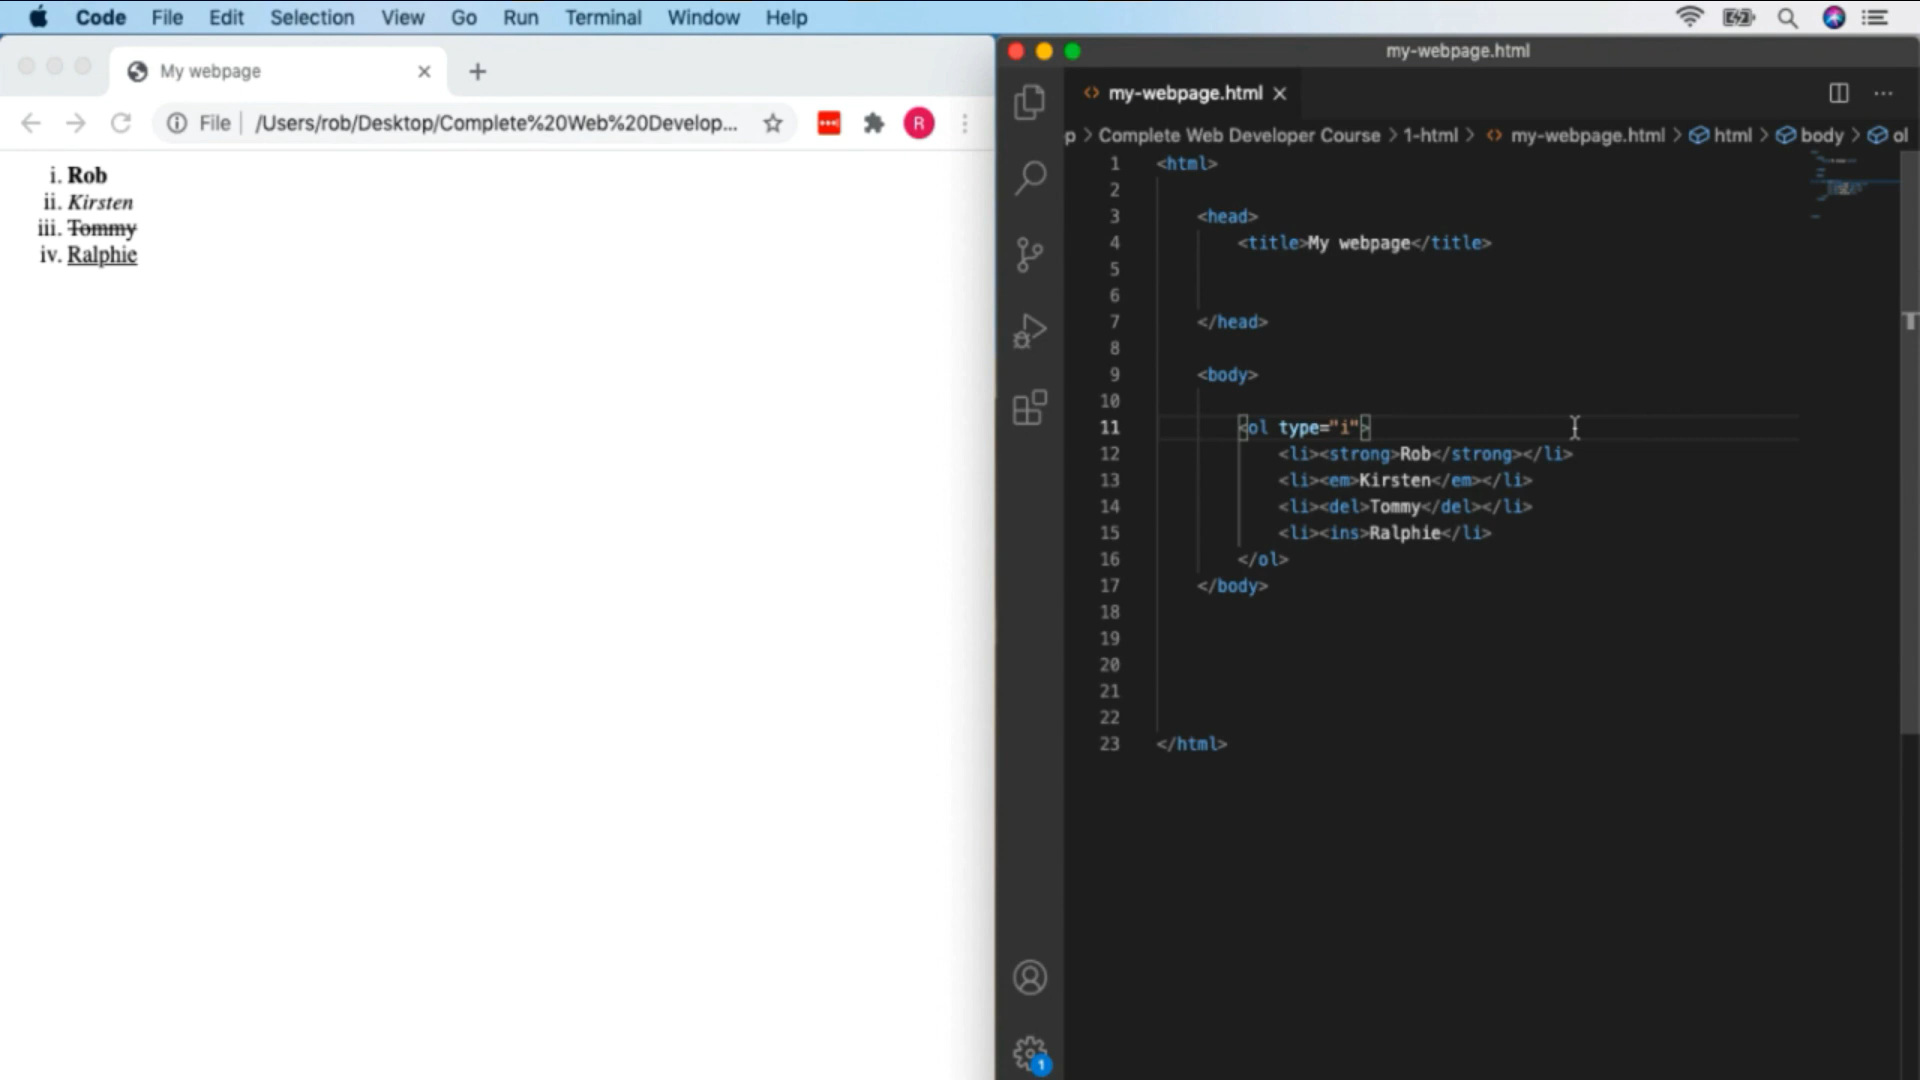 Code File Edit Selection View Go Run Terminal Window Help
My webpage
File /Users/rob/Desktop/Complete%20Web%20Develop...
R
i. Rob
ii. Kirsten
iii. Tommy
iv. Ralphie
my-webpage.html
my-webpage.html
p > Complete Web Developer Course > 1-html > my-webpage.html > html > body > ol
1 <html>
2
3 <head>
4 <title>My webpage</title>
5
6
7 </head>
8
9 <body>
10
11 <ol type="i">
12 <li><strong>Rob</strong></li>
13 <li><em>Kirsten</em></li>
14 <li><del>Tommy</del></li>
15 <li><ins>Ralphie</li>
16 </ol>
17 </body>
18
19
20
21
22
23 </html>
1